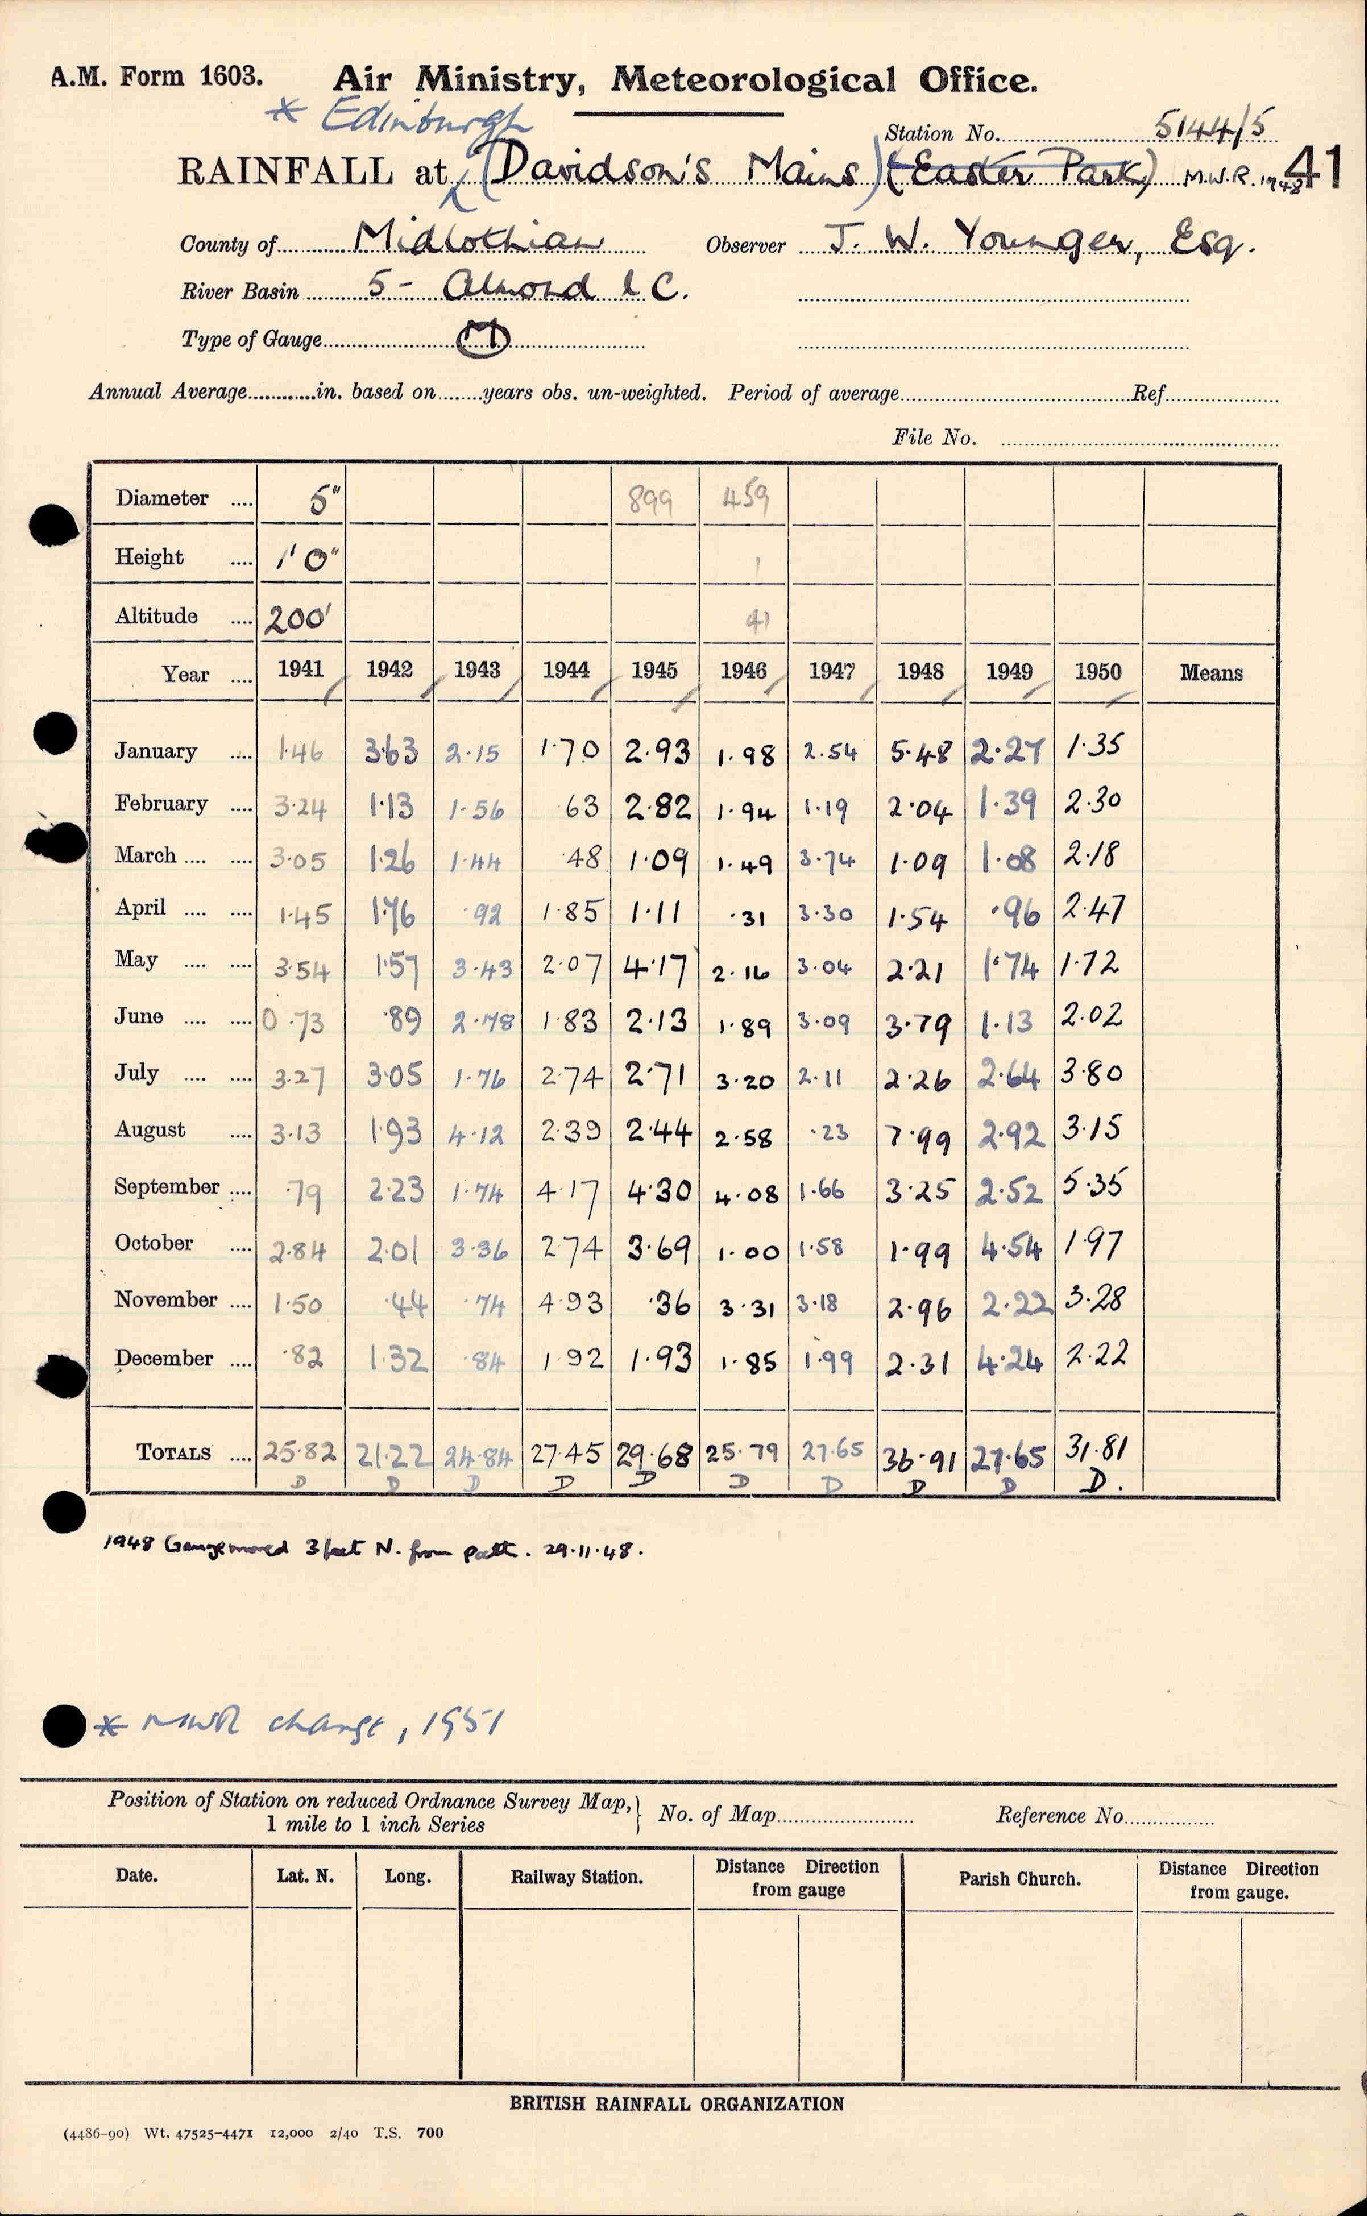 A.M. Form 1603. Air Ministry, Meteorological Office.
* Edinburgh
Station No. 5144/5
RAINFALL at (Davidson's Mains) (Easter Park) M.W.R. 1948 41
County of Midlothian Observer J. W. Younger, Esq.
River Basin 5 - Almond & C.
Type of Gauge M
Annual Average in. based on years obs. un-weighted. Period of average Ref.
File No.
Diameter .... 5" 899 459
Height .... 1' 0" 1
Altitude .... 200' 41
Year .... 1941 1942 1943 1944 1945 1946 1947 1948 1949 1950 Means
January .... 1.46 3.63 2.15 1.70 2.93 1.98 2.54 5.48 2.27 1.35
February .... 3.24 1.13 1.56 .63 2.82 1.94 1.19 2.04 1.39 2.30
March .... .... 3.05 1.26 1.44 .48 1.09 1.49 3.74 1.09 1.08 2.18
April .... .... 1.45 1.76 .92 1.85 1.11 .31 3.30 1.54 .96 2.47
May .... .... 3.54 1.57 3.43 2.07 4.17 2.16 3.04 2.21 1.74 1.72
June .... .... 0.73 .89 2.78 1.83 2.13 1.89 3.09 3.79 1.13 2.02
July .... .... 3.27 3.05 1.76 2.74 2.71 3.20 2.11 2.26 2.64 3.80
August .... 3.13 1.93 4.12 2.39 2.44 2.58 .23 7.99 2.92 3.15
September .... .79 2.23 1.74 4.17 4.30 4.08 1.66 3.25 2.52 5.35
October .... 2.84 2.01 3.36 2.74 3.69 1.00 1.58 1.99 4.54 1.97
November .... 1.50 .44 .74 4.93 .36 3.31 3.18 2.96 2.22 3.28
December .... .82 1.32 .84 1.92 1.93 1.85 1.99 2.31 4.24 2.22
TOTALS .... 25.82 21.22 24.84 27.45 29.68 25.79 27.65 36.91 27.65 31.81
D D D D D D D D D D.
1948 Gauge moved 3 feet N. from path. 29.11.48.
* MWR change, 1951
Position of Station on reduced Ordnance Survey Map, } No. of Map Reference No.
1 mile to 1 inch Series
Date. Lat. N. Long. Railway Station. Distance Direction from gauge Parish Church. Distance Direction from gauge.
BRITISH RAINFALL ORGANIZATION
(4486-90) Wt. 47525-4471 12,000 2/40 T.S. 700